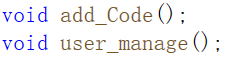 void add_Code();
void user_manage();